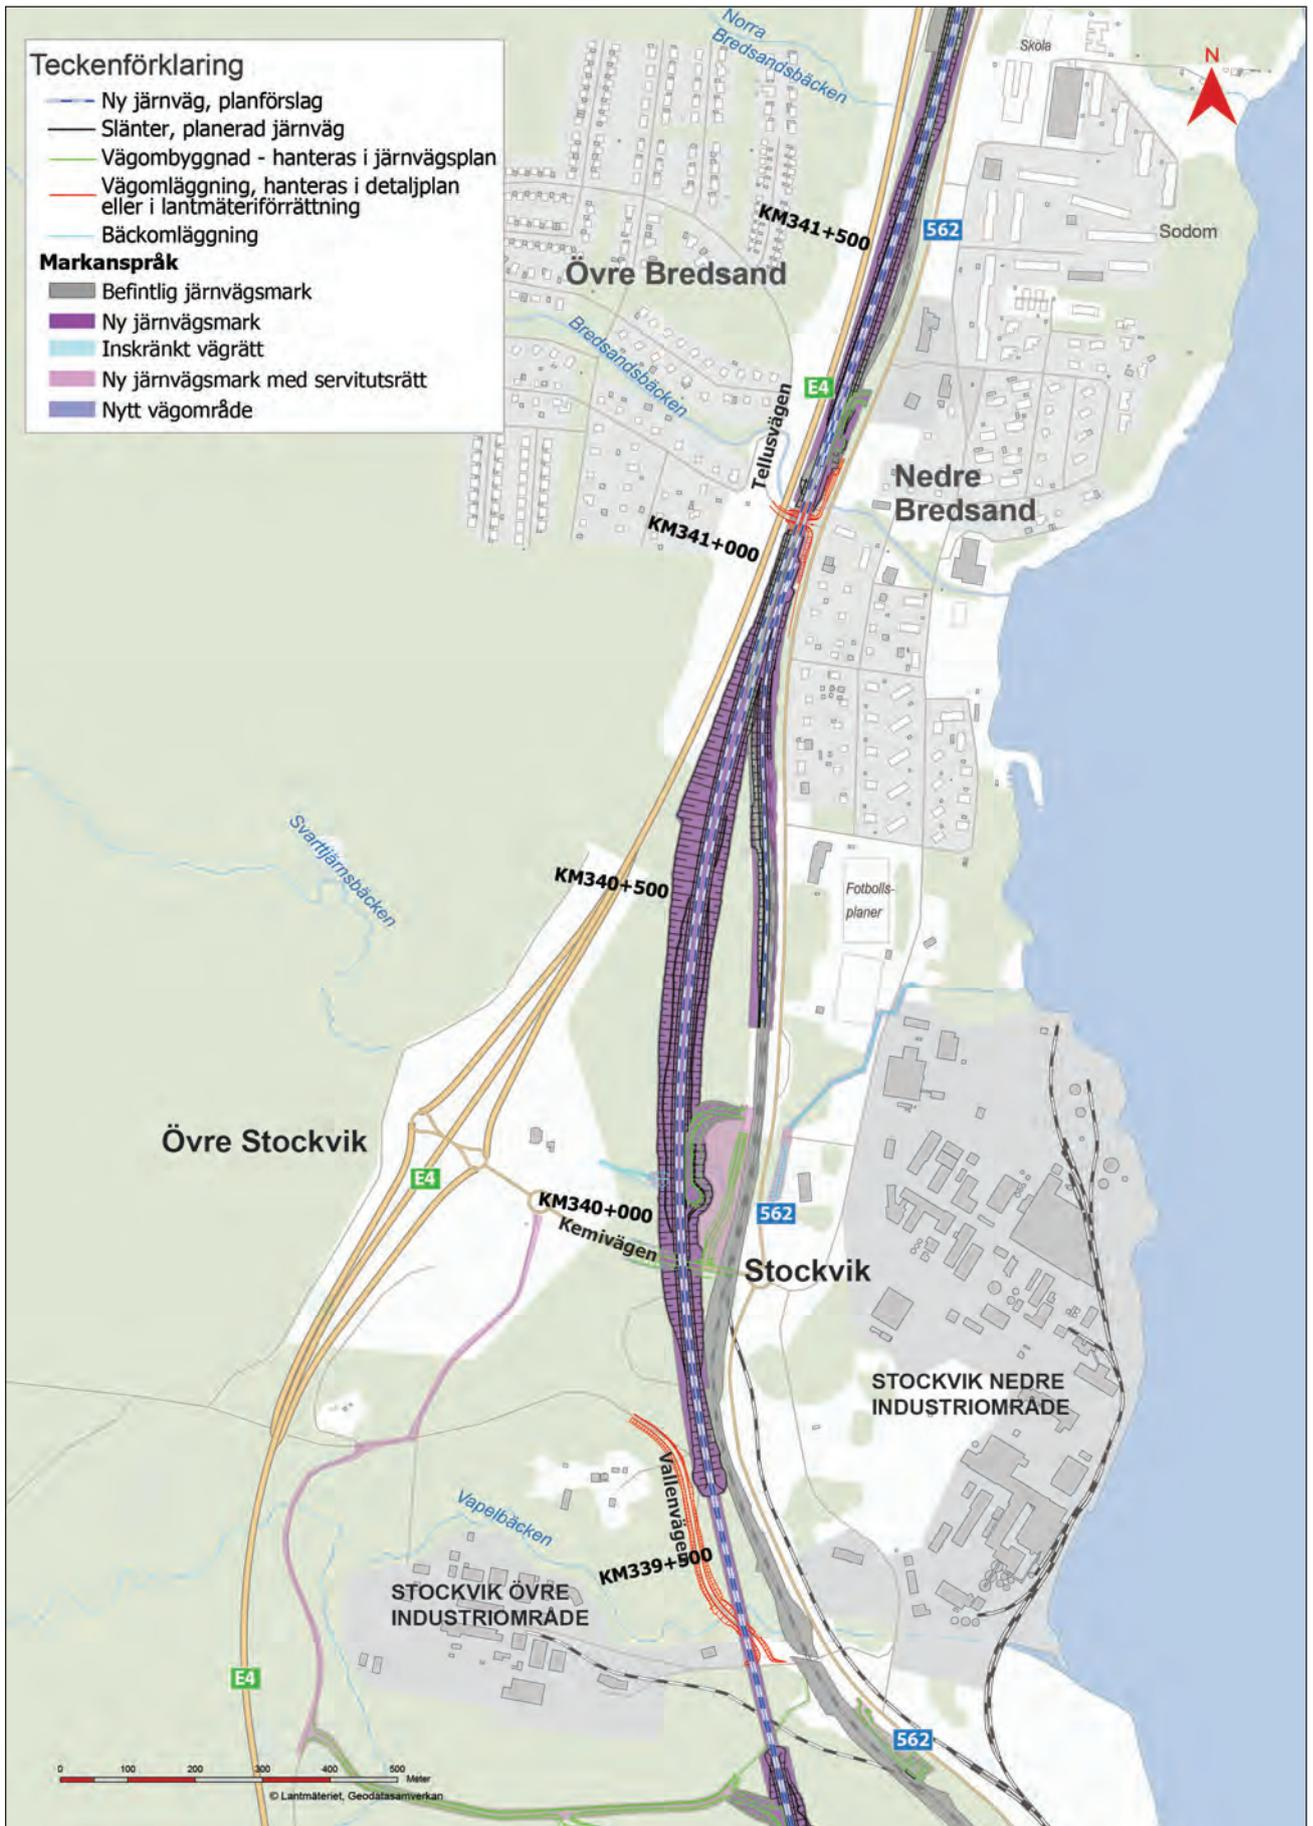 Teckenförklaring
Ny järnväg, planförslag
Slänter, planerad järnväg
Vägombyggnad - hanteras i järnvägsplan
Vägomläggning, hanteras i detaljplan
eller i lantmäteriförrättning
Bäckomläggning
Markanspråk
Befintlig järnvägsmark
Ny järnvägsmark
Inskränkt vägrätt
Ny järnvägsmark med servitutsrätt
Nytt vägområde
Norra
Bredsandsbäcken
Skola
N
KM341+500
562
Sodom
Övre Bredsand
Bredsandsbäcken
E4
Tellusvägen
Nedre
Bredsand
KM341+000
Svarttjärnsbäcken
KM340+500
Fotbolls-
planer
Övre Stockvik
E4
KM340+000
562
Kemivägen
Stockvik
STOCKVIK NEDRE
INDUSTRIOMRÅDE
Vallenvägen
Vapelbäcken
KM339+500
STOCKVIK ÖVRE
INDUSTRIOMRÅDE
E4
562
0 100 200 300 400 500
Meter
© Lantmäteriet, Geodatasamverkan